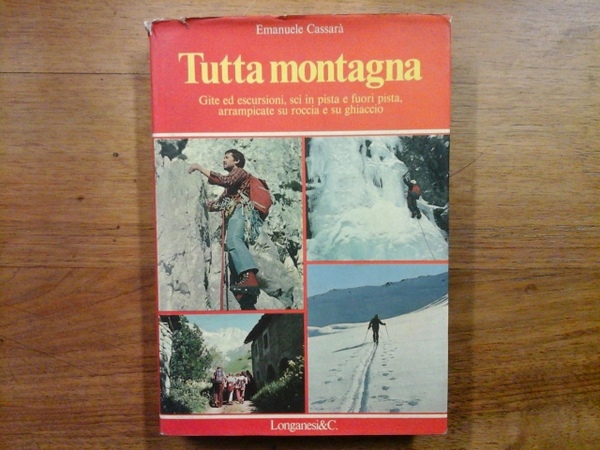 Emanuele Cassarà
Tutta montagna
Gite ed escursioni, sci in pista e fuori pista,
arrampicate su roccia e su ghiaccio
Longanesi&C.